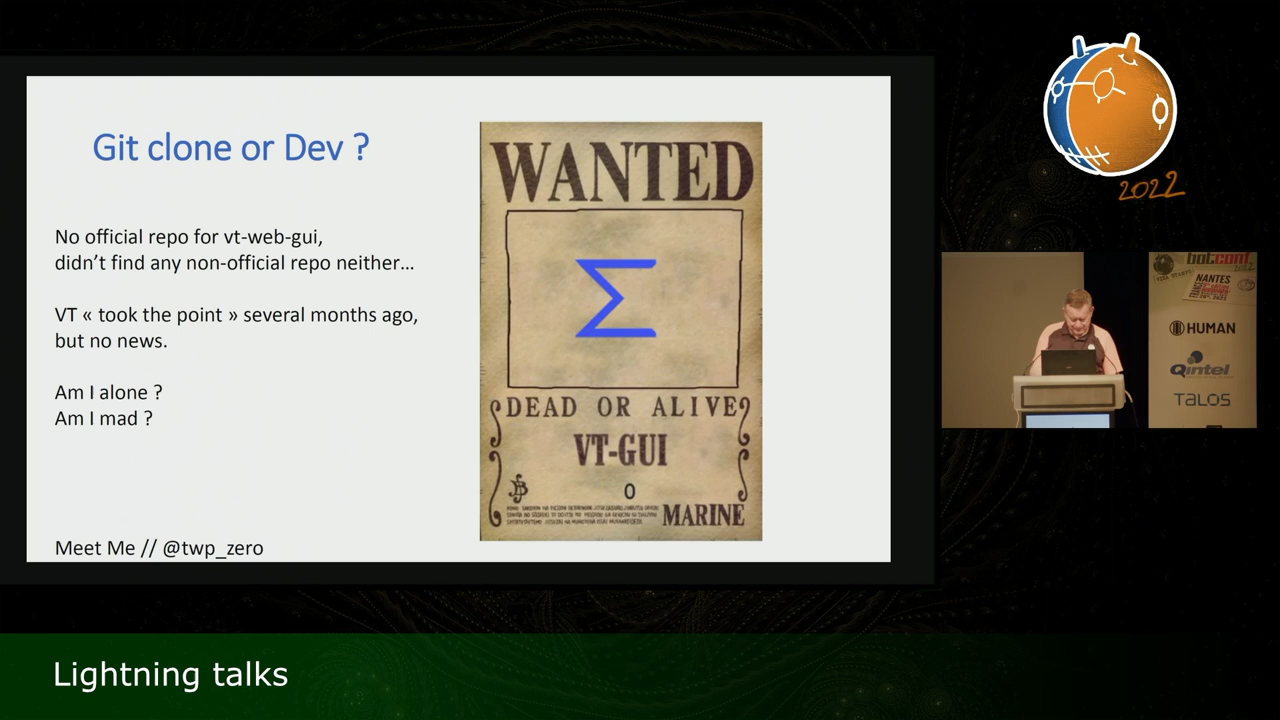 Git clone or Dev ?
No official repo for vt-web-gui,
didn't find any non-official repo neither...
VT « took the point » several months ago,
but no news.
Am I alone ?
Am I mad ?
Meet Me // @twp_zero
WANTED
Σ
DEAD OR ALIVE
VT-GUI
0
MARINE
2022
botconf
2022
NANTES
HUMAN
Qintel
TALOS
Lightning talks